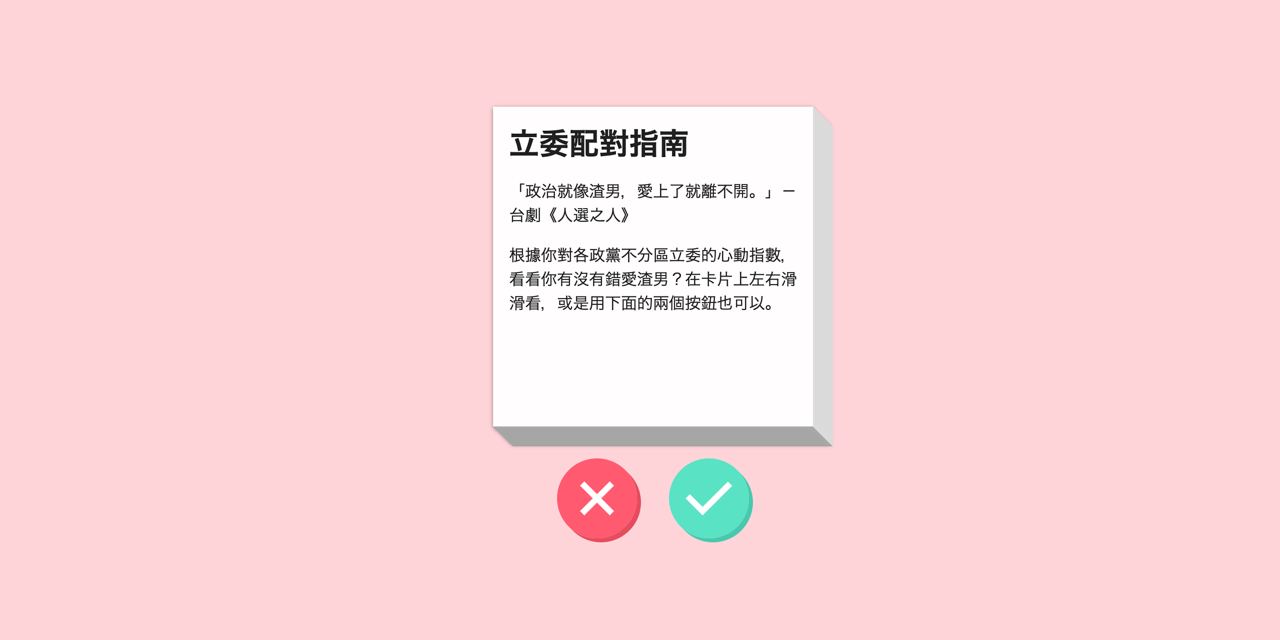 立委配對指南
「政治就像渣男，愛上了就離不開。」—
台劇《人選之人》
根據你對各政黨不分區立委的心動指數，
看看你有沒有錯愛渣男？在卡片上左右滑
滑看，或是用下面的兩個按鈕也可以。